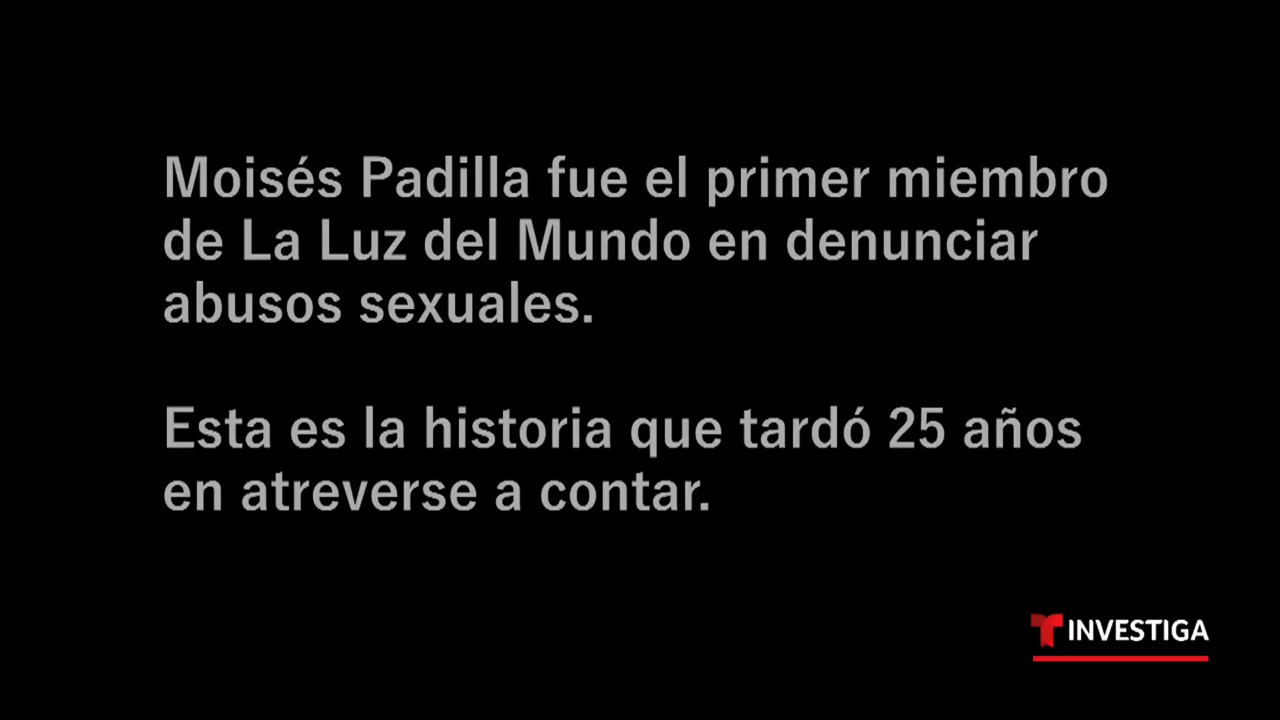 Moisés Padilla fue el primer miembro
de La Luz del Mundo en denunciar
abusos sexuales.
Esta es la historia que tardó 25 años
en atreverse a contar.
INVESTIGA